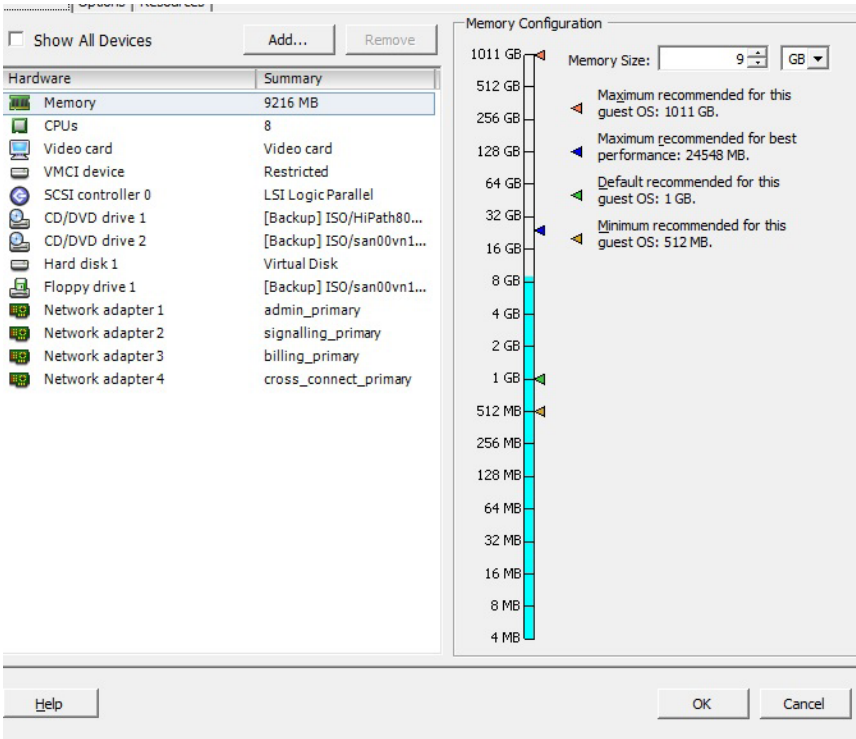 Options Resources
Show All Devices
Add...
Remove
Hardware Summary
Memory 9216 MB
CPUs 8
Video card Video card
VMCI device Restricted
SCSI controller 0 LSI Logic Parallel
CD/DVD drive 1 [Backup] ISO/HiPath80...
CD/DVD drive 2 [Backup] ISO/san00vn1...
Hard disk 1 Virtual Disk
Floppy drive 1 [Backup] ISO/san00vn1...
Network adapter 1 admin_primary
Network adapter 2 signalling_primary
Network adapter 3 billing_primary
Network adapter 4 cross_connect_primary
Memory Configuration
Memory Size: 9 GB
1011 GB
512 GB
256 GB
128 GB
64 GB
32 GB
16 GB
8 GB
4 GB
2 GB
1 GB
512 MB
256 MB
128 MB
64 MB
32 MB
16 MB
8 MB
4 MB
Maximum recommended for this
guest OS: 1011 GB.
Maximum recommended for best
performance: 24548 MB.
Default recommended for this
guest OS: 1 GB.
Minimum recommended for this
guest OS: 512 MB.
Help
OK
Cancel